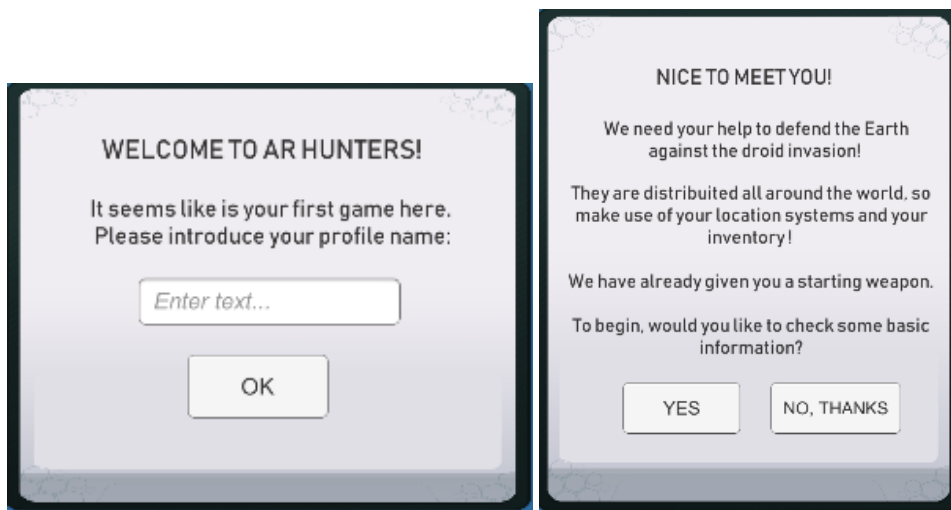 WELCOME TO AR HUNTERS!
It seems like is your first game here.
Please introduce your profile name:
Enter text...
OK
NICE TO MEET YOU!
We need your help to defend the Earth
against the droid invasion!
They are distribuited all around the world, so
make use of your location systems and your
inventory!
We have already given you a starting weapon.
To begin, would you like to check some basic
information?
YES
NO, THANKS